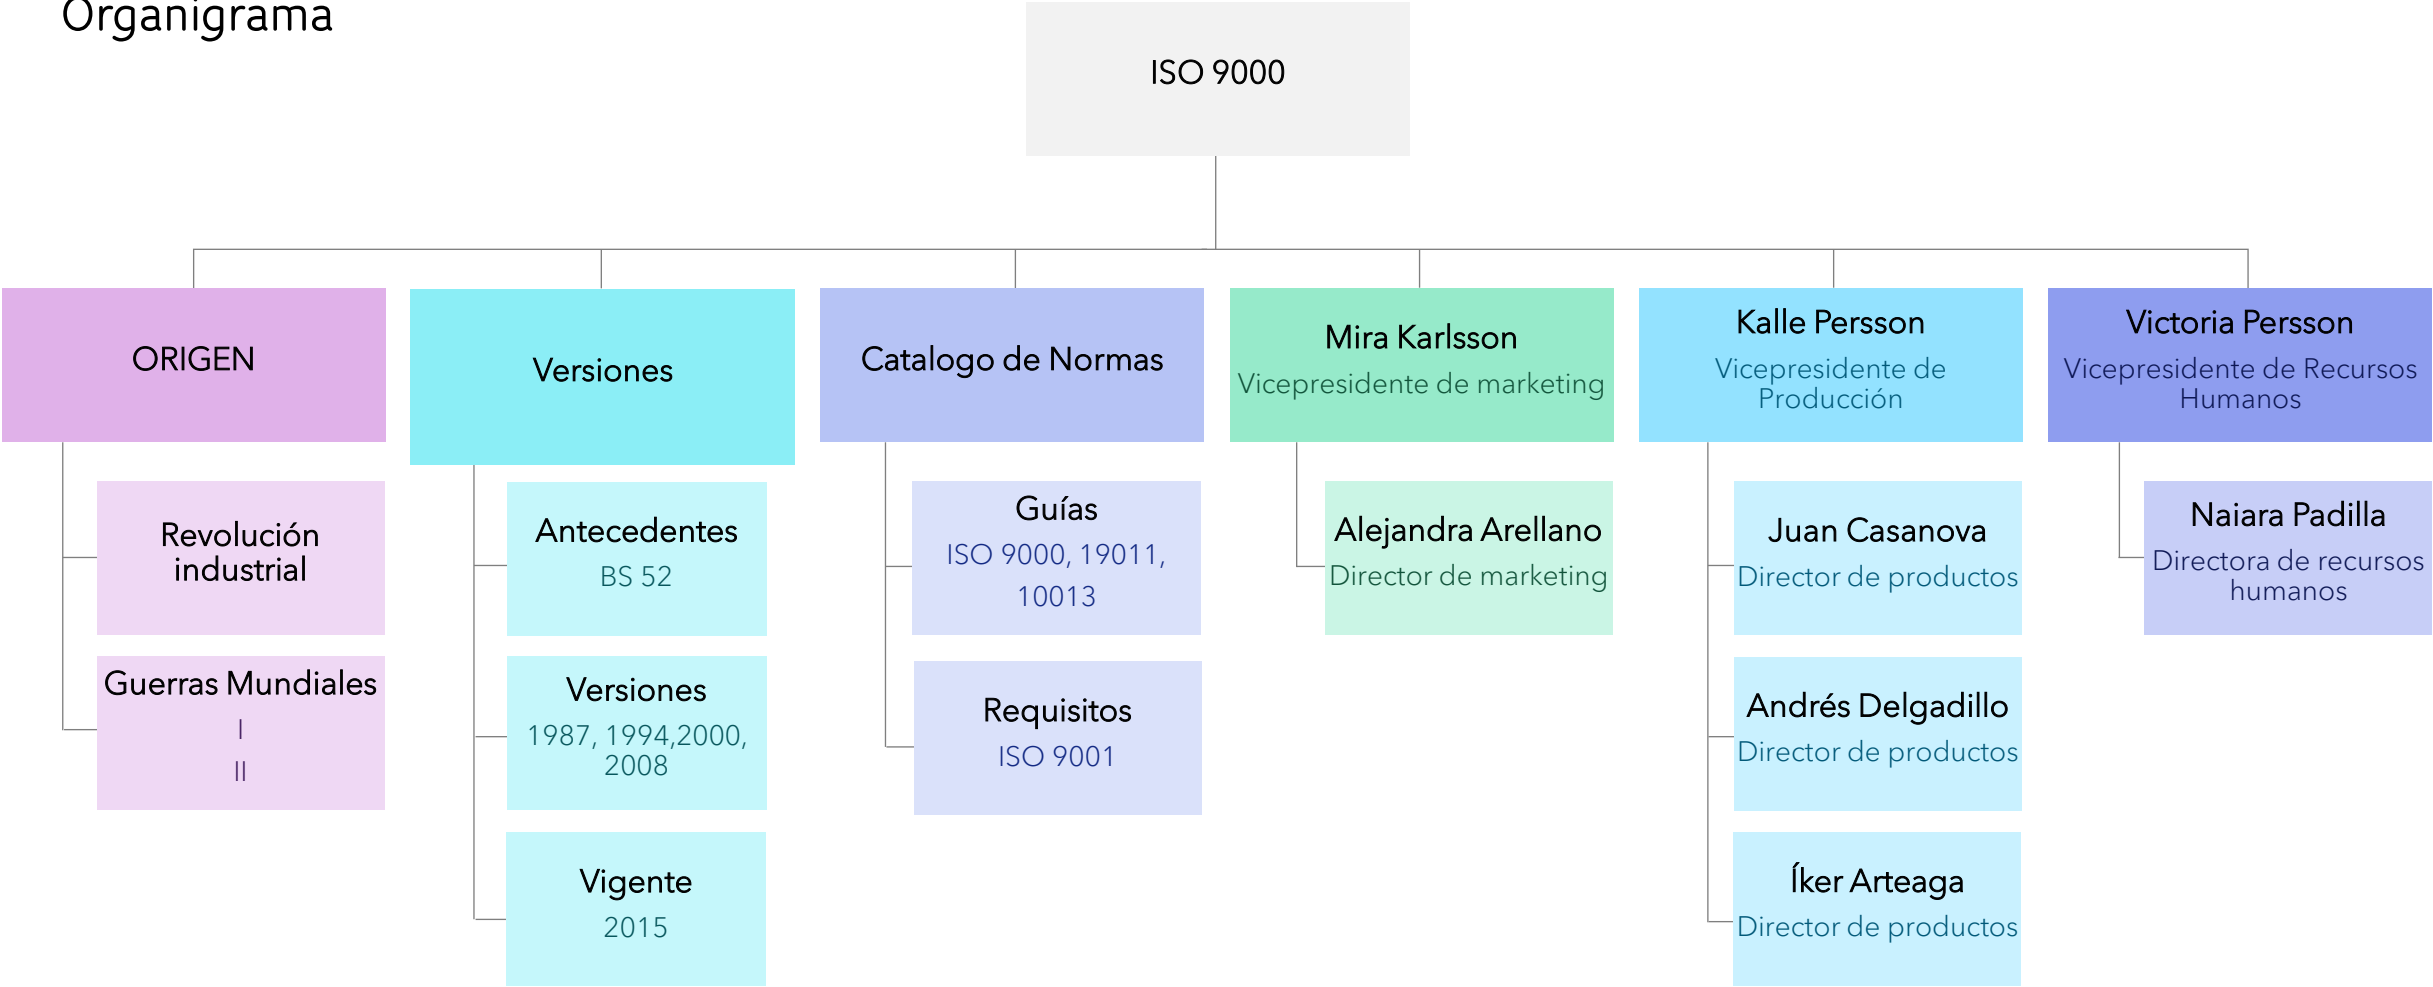 Organigrama
ISO 9000
ORIGEN
Revolución
industrial
Guerras Mundiales
I
II
Versiones
Antecedentes
BS 52
Versiones
1987, 1994,2000,
2008
Vigente
2015
Catalogo de Normas
Guías
ISO 9000, 19011,
10013
Requisitos
ISO 9001
Mira Karlsson
Vicepresidente de marketing
Alejandra Arellano
Director de marketing
Kalle Persson
Vicepresidente de
Producción
Juan Casanova
Director de productos
Andrés Delgadillo
Director de productos
Íker Arteaga
Director de productos
Victoria Persson
Vicepresidente de Recursos
Humanos
Naiara Padilla
Directora de recursos
humanos